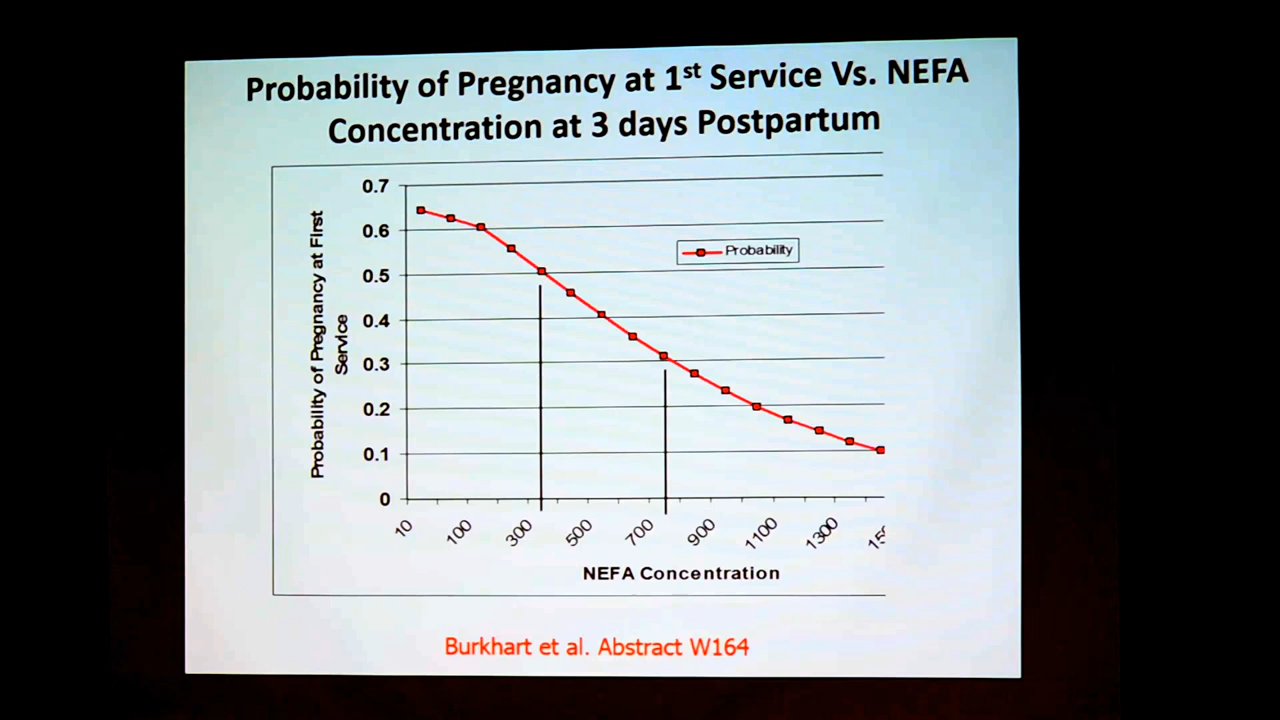 Probability of Pregnancy at 1st Service Vs. NEFA
Concentration at 3 days Postpartum
0.7
0.6
0.5
0.4
0.3
0.2
0.1
0
Probability of Pregnancy at First
Service
Probability
10
100
300
500
700
900
1100
1300
NEFA Concentration
Burkhart et al. Abstract W164